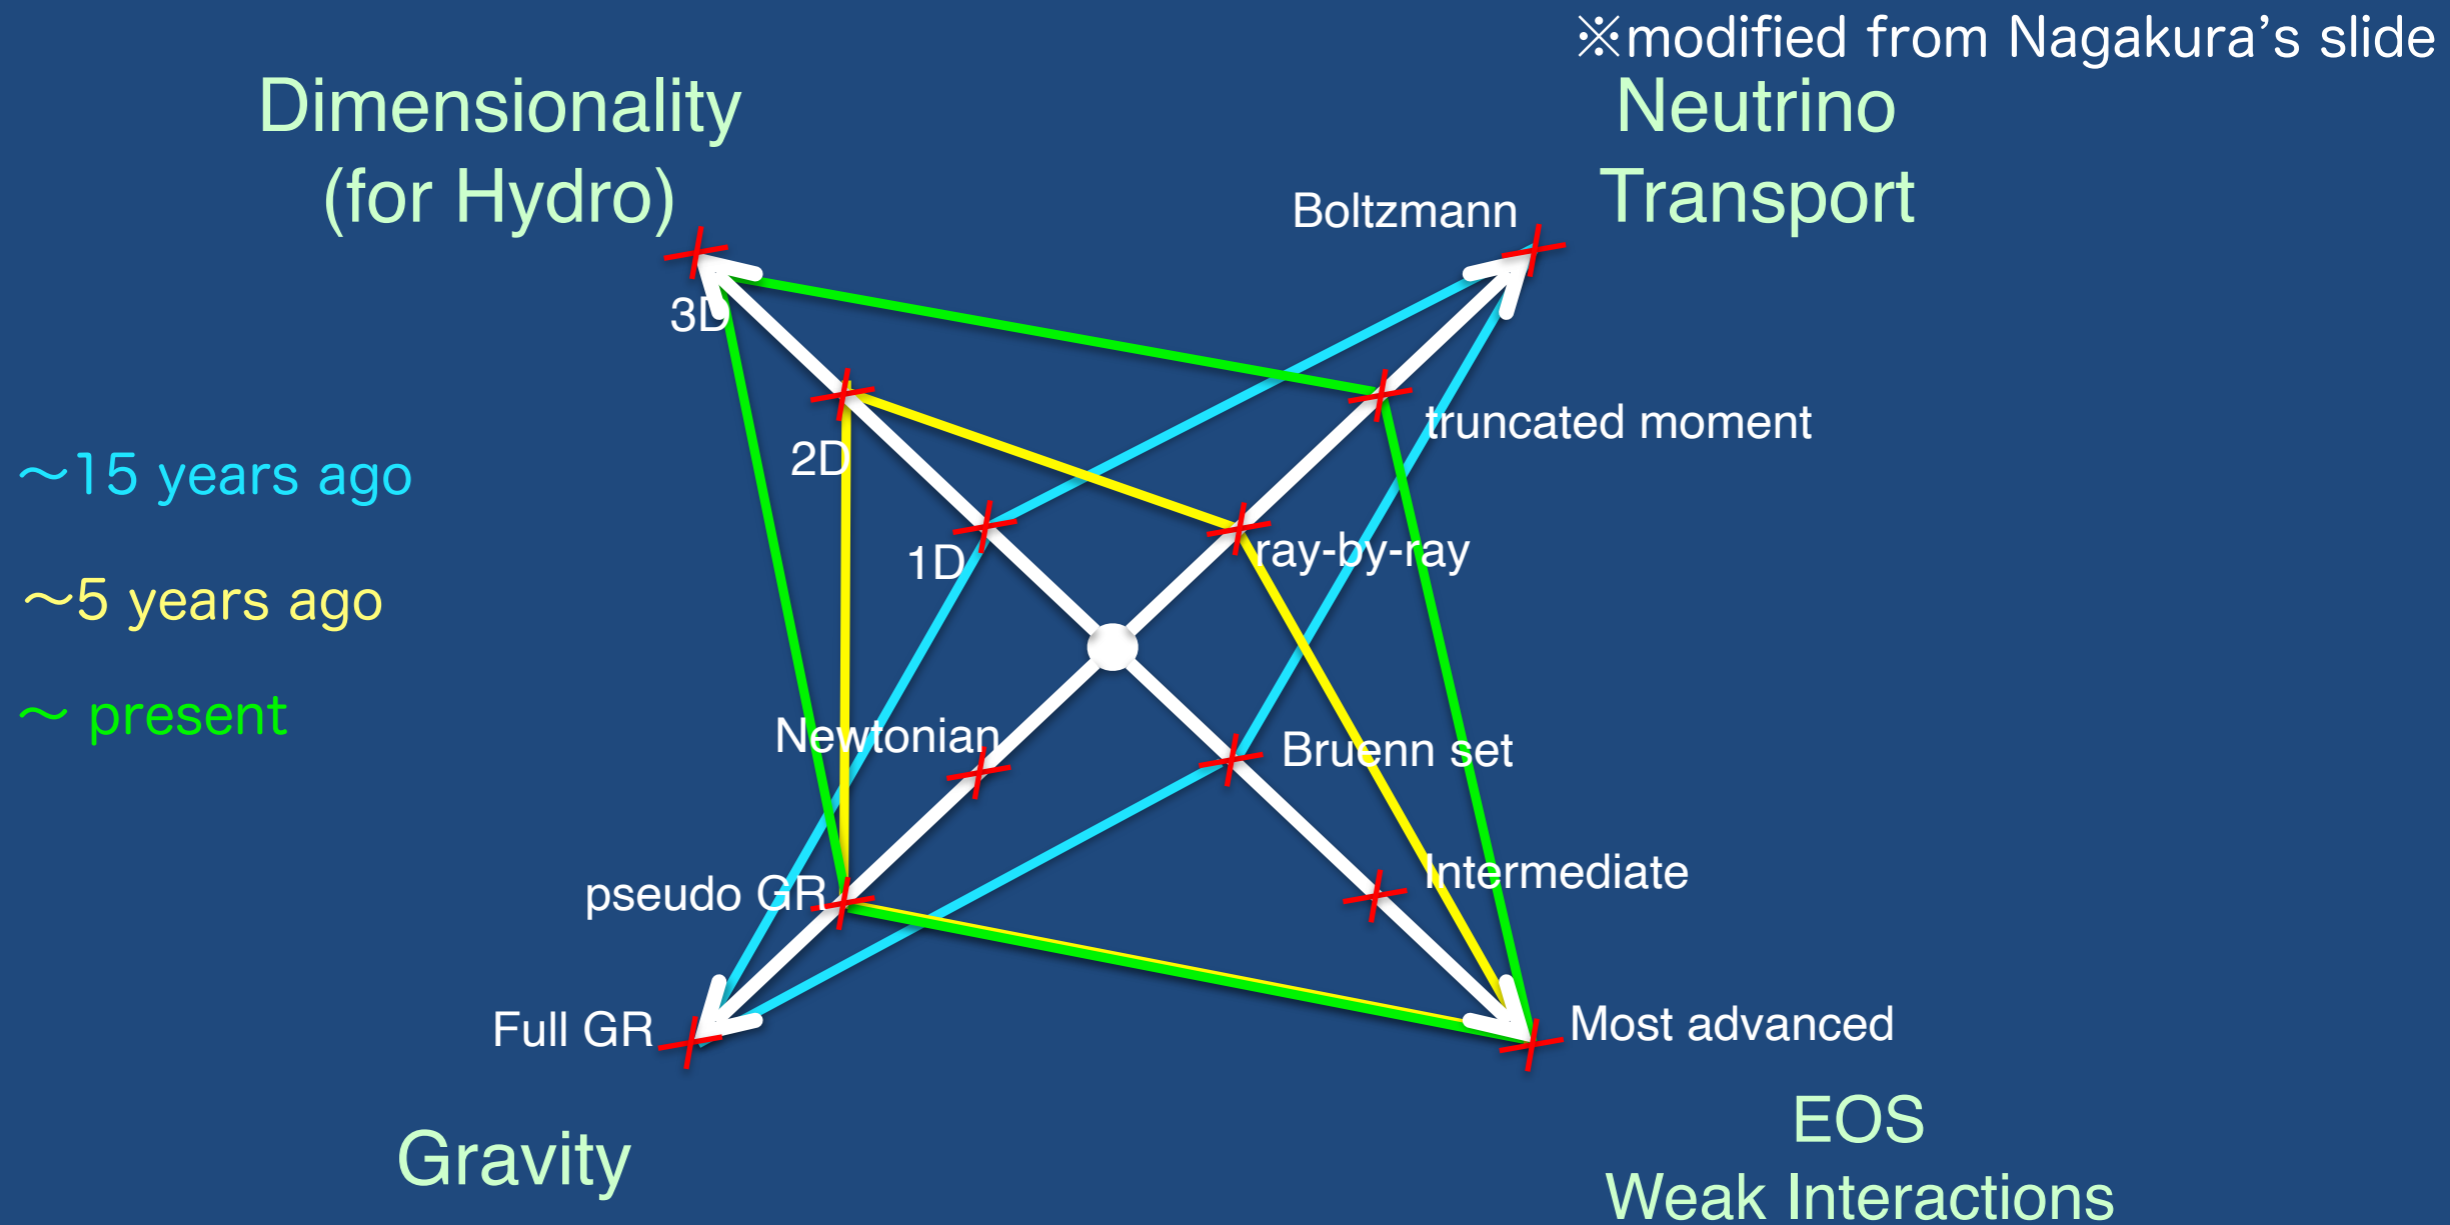 ※modified from Nagakura's slide
Dimensionality
(for Hydro)
Neutrino
Transport
Boltzmann
3D
truncated moment
2D
~15 years ago
ray-by-ray
1D
~5 years ago
~ present
Newtonian
Bruenn set
pseudo GR
Intermediate
Full GR
Most advanced
EOS
Weak Interactions
Gravity